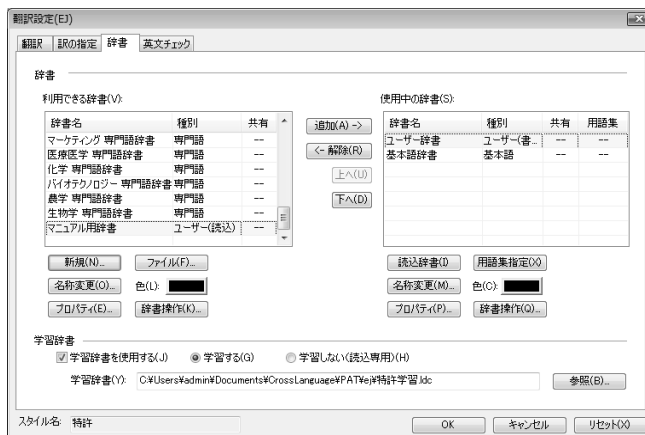 翻訳設定(EJ)
翻訳 訳の指定 辞書 英文チェック
辞書
利用できる辞書(V): 使用中の辞書(S):
辞書名 種別 共有 追加(A) -> 辞書名 種別 共有 用語集
マーケティング 専門語辞書 専門語 -- ユーザー辞書 ユーザー(書... -- --
医療医学 専門語辞書 専門語 -- <- 解除(R) 基本語辞書 基本語 -- --
化学 専門語辞書 専門語 --
バイオテクノロジー 専門語辞書 専門語 -- 上へ(U)
農学 専門語辞書 専門語 --
生物学 専門語辞書 専門語 -- 下へ(D)
マニュアル用辞書 ユーザー(読込) --
新規(N)... ファイル(F)... 読込辞書(I) 用語集指定(X)
名称変更(O)... 色(L): 名称変更(M)... 色(C):
プロパティ(E)... 辞書操作(K)... プロパティ(P)... 辞書操作(Q)...
学習辞書
学習辞書を使用する(J) 学習する(G) 学習しない(読込専用)(H)
学習辞書(Y): C:¥Users¥admin¥Documents¥CrossLanguage¥PAT¥ej¥特許学習.ldc 参照(B)...
スタイル名: 特許 OK キャンセル リセット(X)